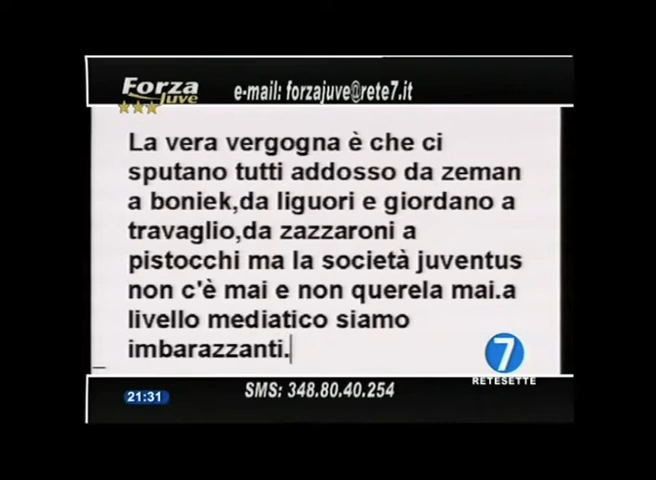 Forza
Juve
e-mail: forzajuve@rete7.it
La vera vergogna è che ci
sputano tutti addosso da zeman
a boniek,da liguori e giordano a
travaglio,da zazzaroni a
pistocchi ma la società juventus
non c'è mai e non querela mai.a
livello mediatico siamo
imbarazzanti.
7
RETESETTE
21:31
SMS: 348.80.40.254